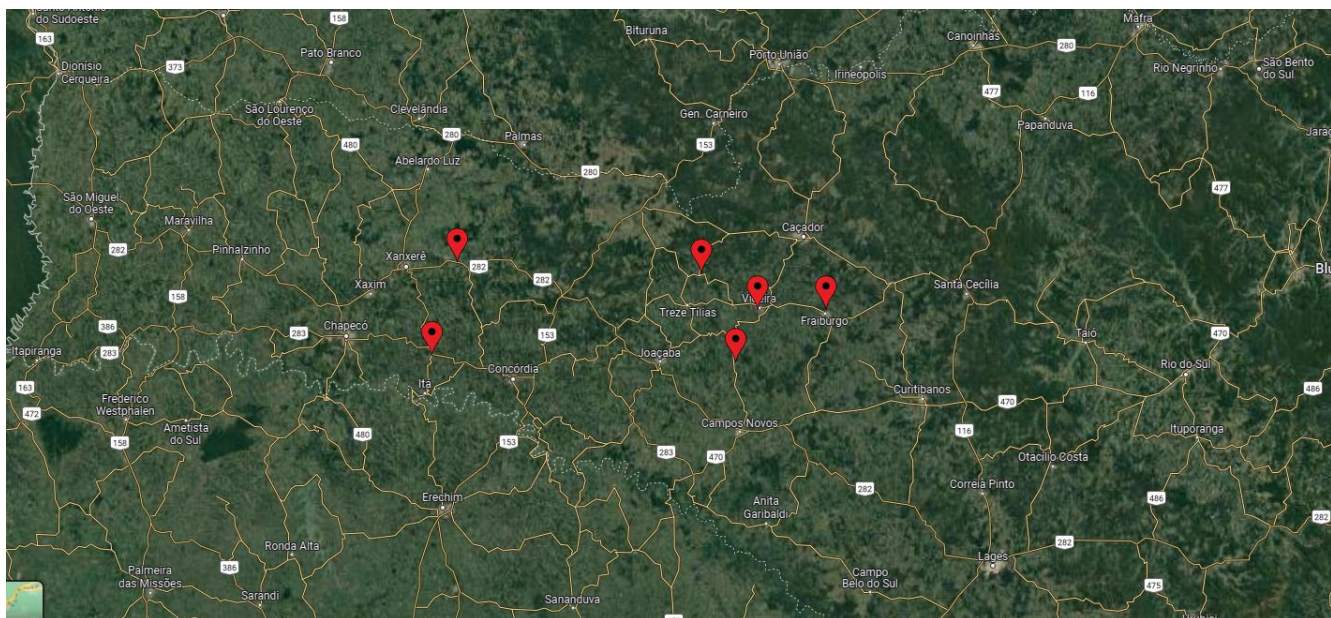 do Sudoeste
163
Dionísio
Cerqueira
373
158
Pato Branco
São Lourenço
do Oeste
Clevelândia
480
280
Abelardo Luz
Palmas
280
Bituruna
Porto União
Irineópolis
Gen. Carneiro
153
Canoinhas
280
Mafra
Rio Negrinho
São Bento
do Sul
477
116
Papanduva
Jarag
477
São Miguel
do Oeste
282
Maravilha
Pinhalzinho
Xanxerê
282
282
Xaxim
158
Caçador
Treze Tílias
Fraiburgo
Santa Cecília
Blu
386
Itapiranga
283
283
Chapecó
153
Joaçaba
Concórdia
Itá
Taió
470
Rio do Sul
486
163
472
Frederico
Westphalen
158
Ametista
do Sul
480
153
Campos Novos
283
470
Curitibanos
470
116
Ituporanga
Otacílio Costa
Correia Pinto
486
282
282
Erechim
Anita
Garibaldi
Ronda Alta
386
Palmeira
das Missões
Sarandi
Sananduva
Campo
Belo do Sul
Lages
282
475